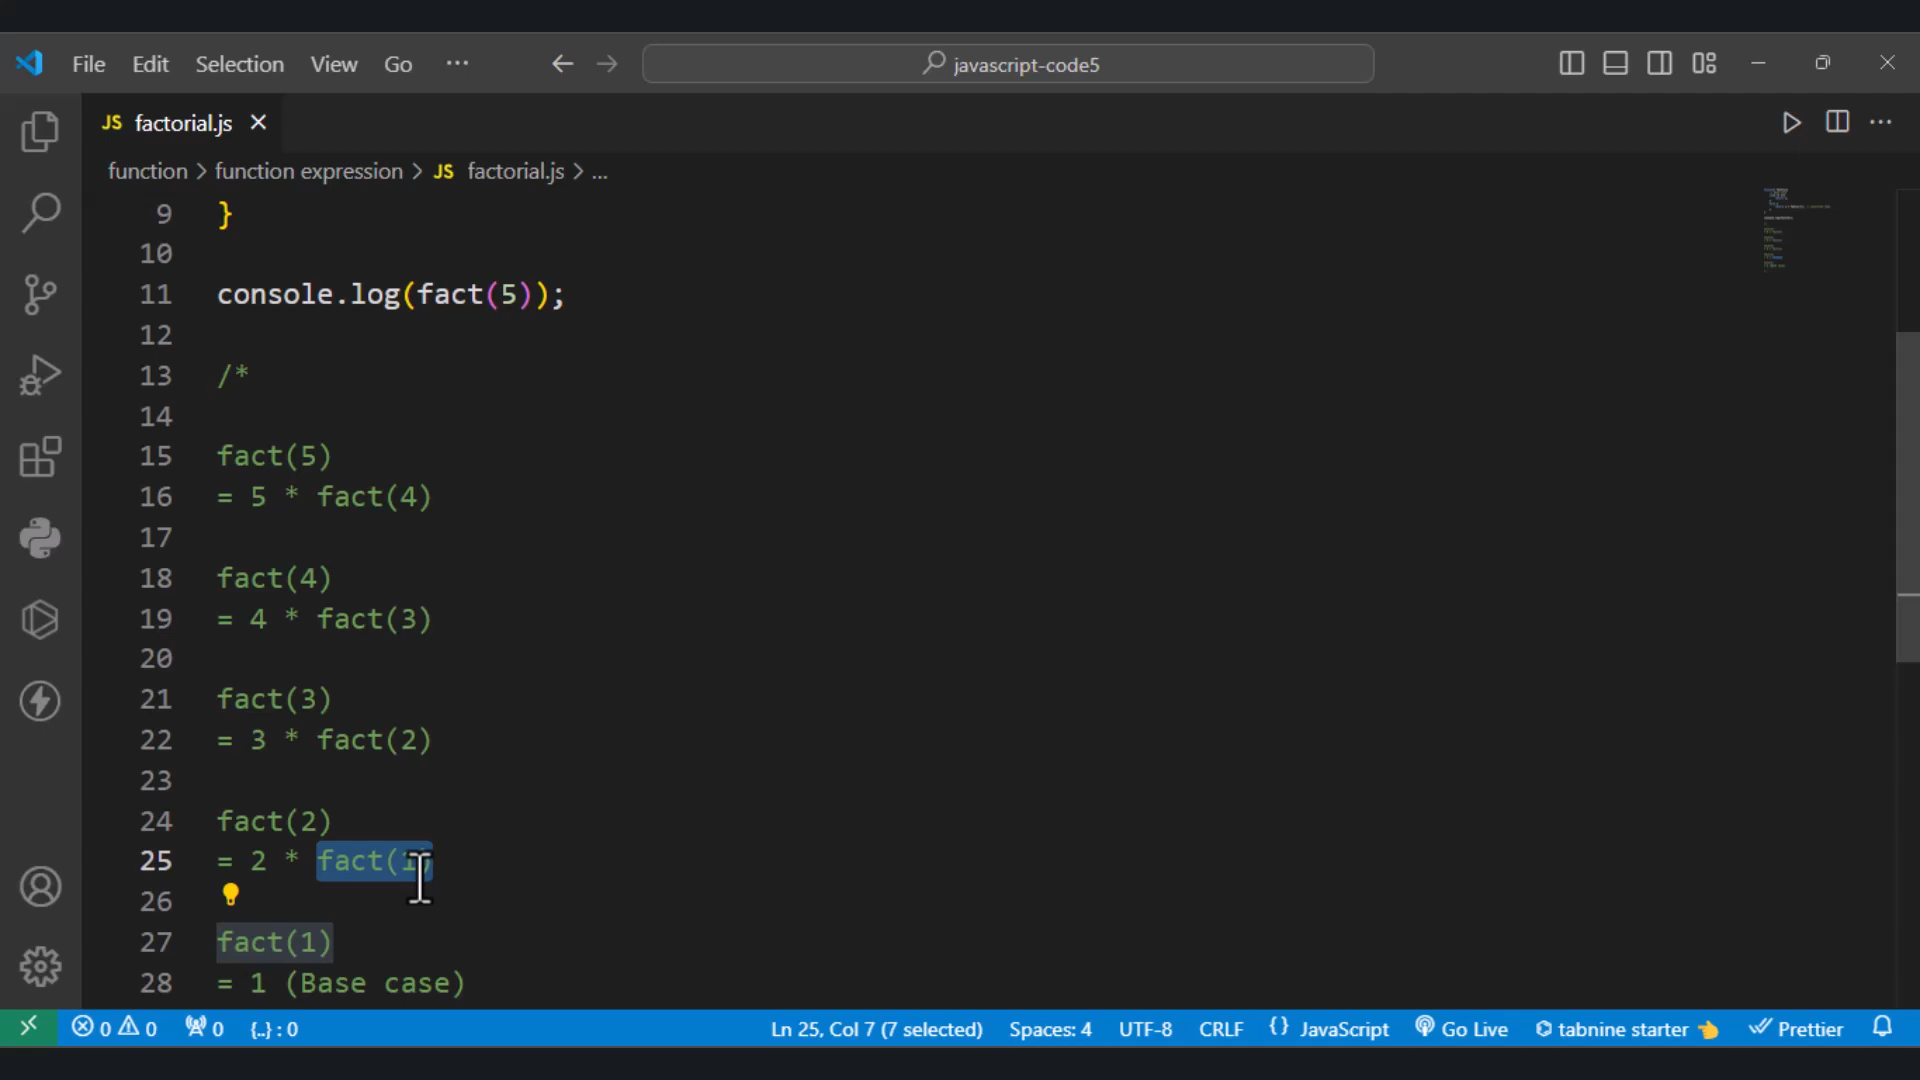 File Edit Selection View Go ···
javascript-code5
JS factorial.js
function > function expression > JS factorial.js > ...
9 }
10
11 console.log(fact(5));
12
13 /*
14
15 fact(5)
16 = 5 * fact(4)
17
18 fact(4)
19 = 4 * fact(3)
20
21 fact(3)
22 = 3 * fact(2)
23
24 fact(2)
25 = 2 * fact(1)
26
27 fact(1)
28 = 1 (Base case)
0 0 0 {..} : 0 Ln 25, Col 7 (7 selected) Spaces: 4 UTF-8 CRLF {} JavaScript Go Live tabnine starter Prettier